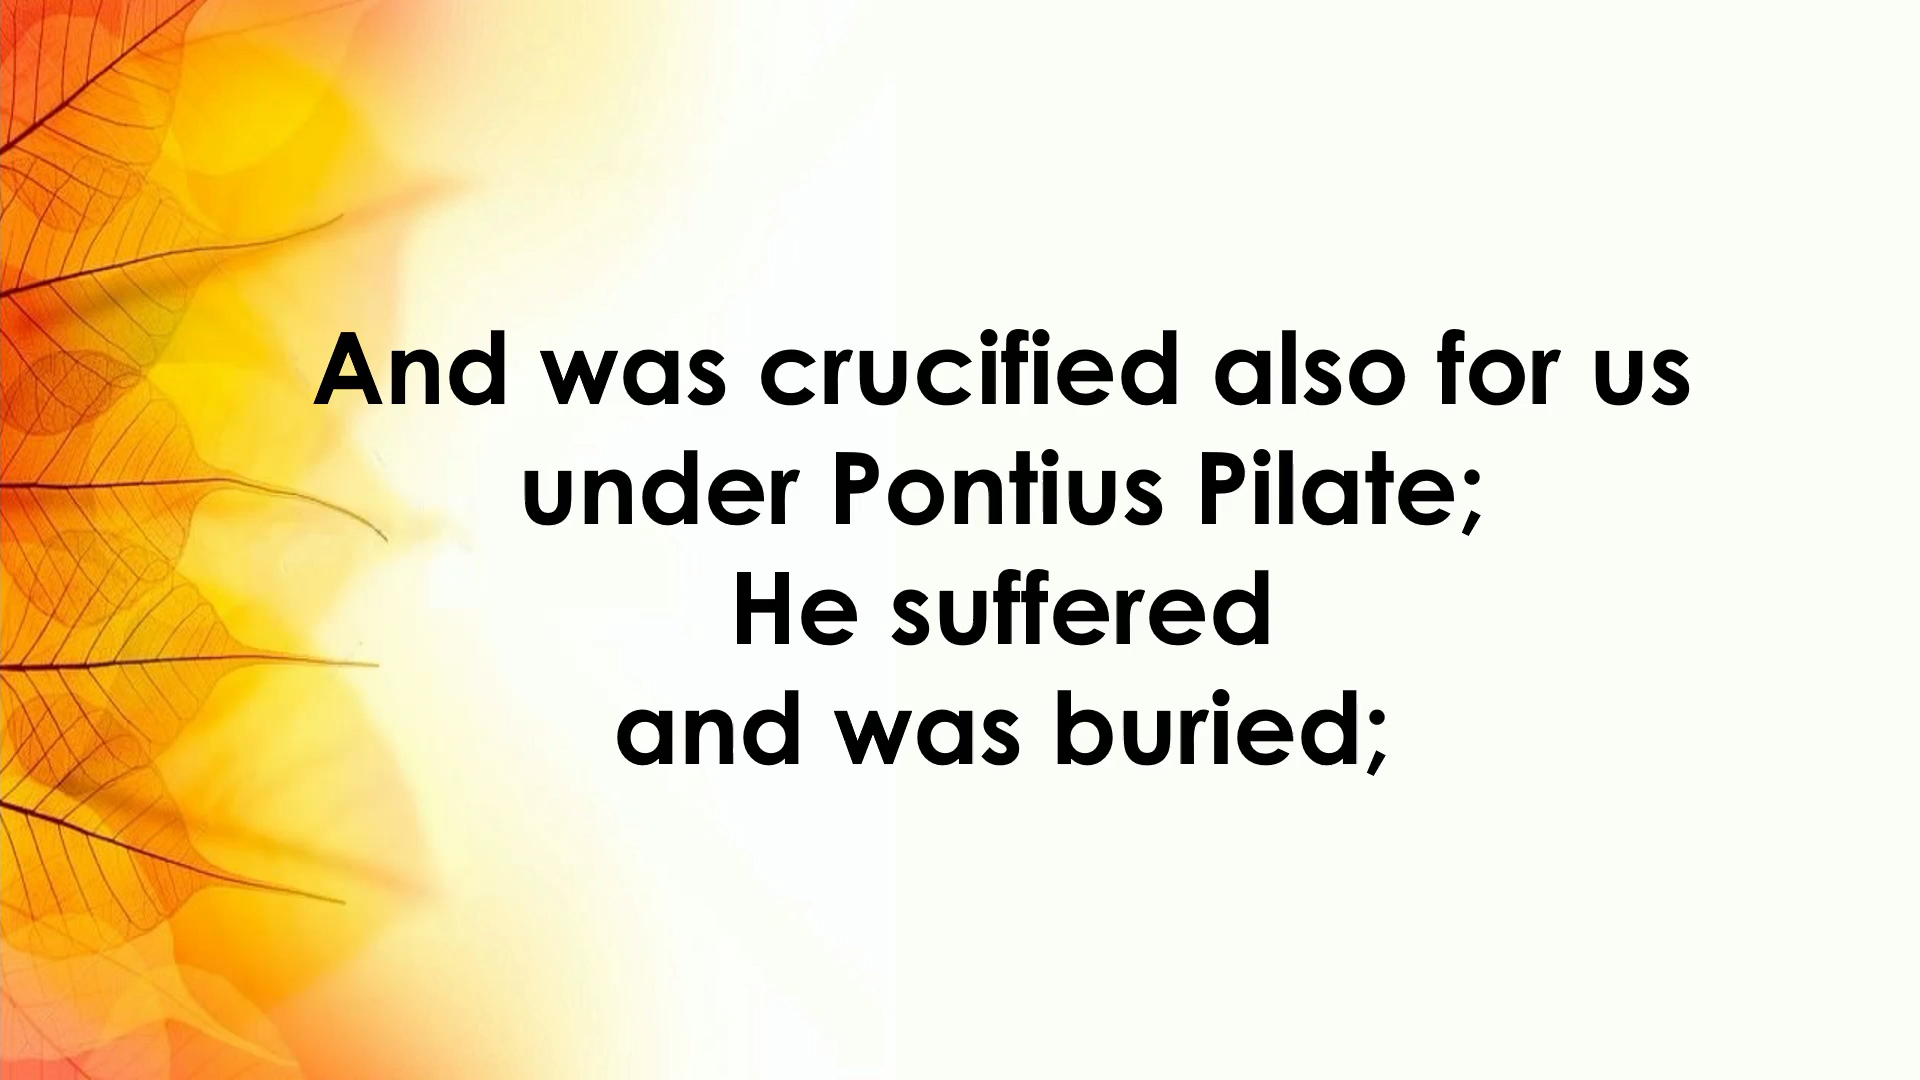 And was crucified also for us
under Pontius Pilate;
He suffered
and was buried;